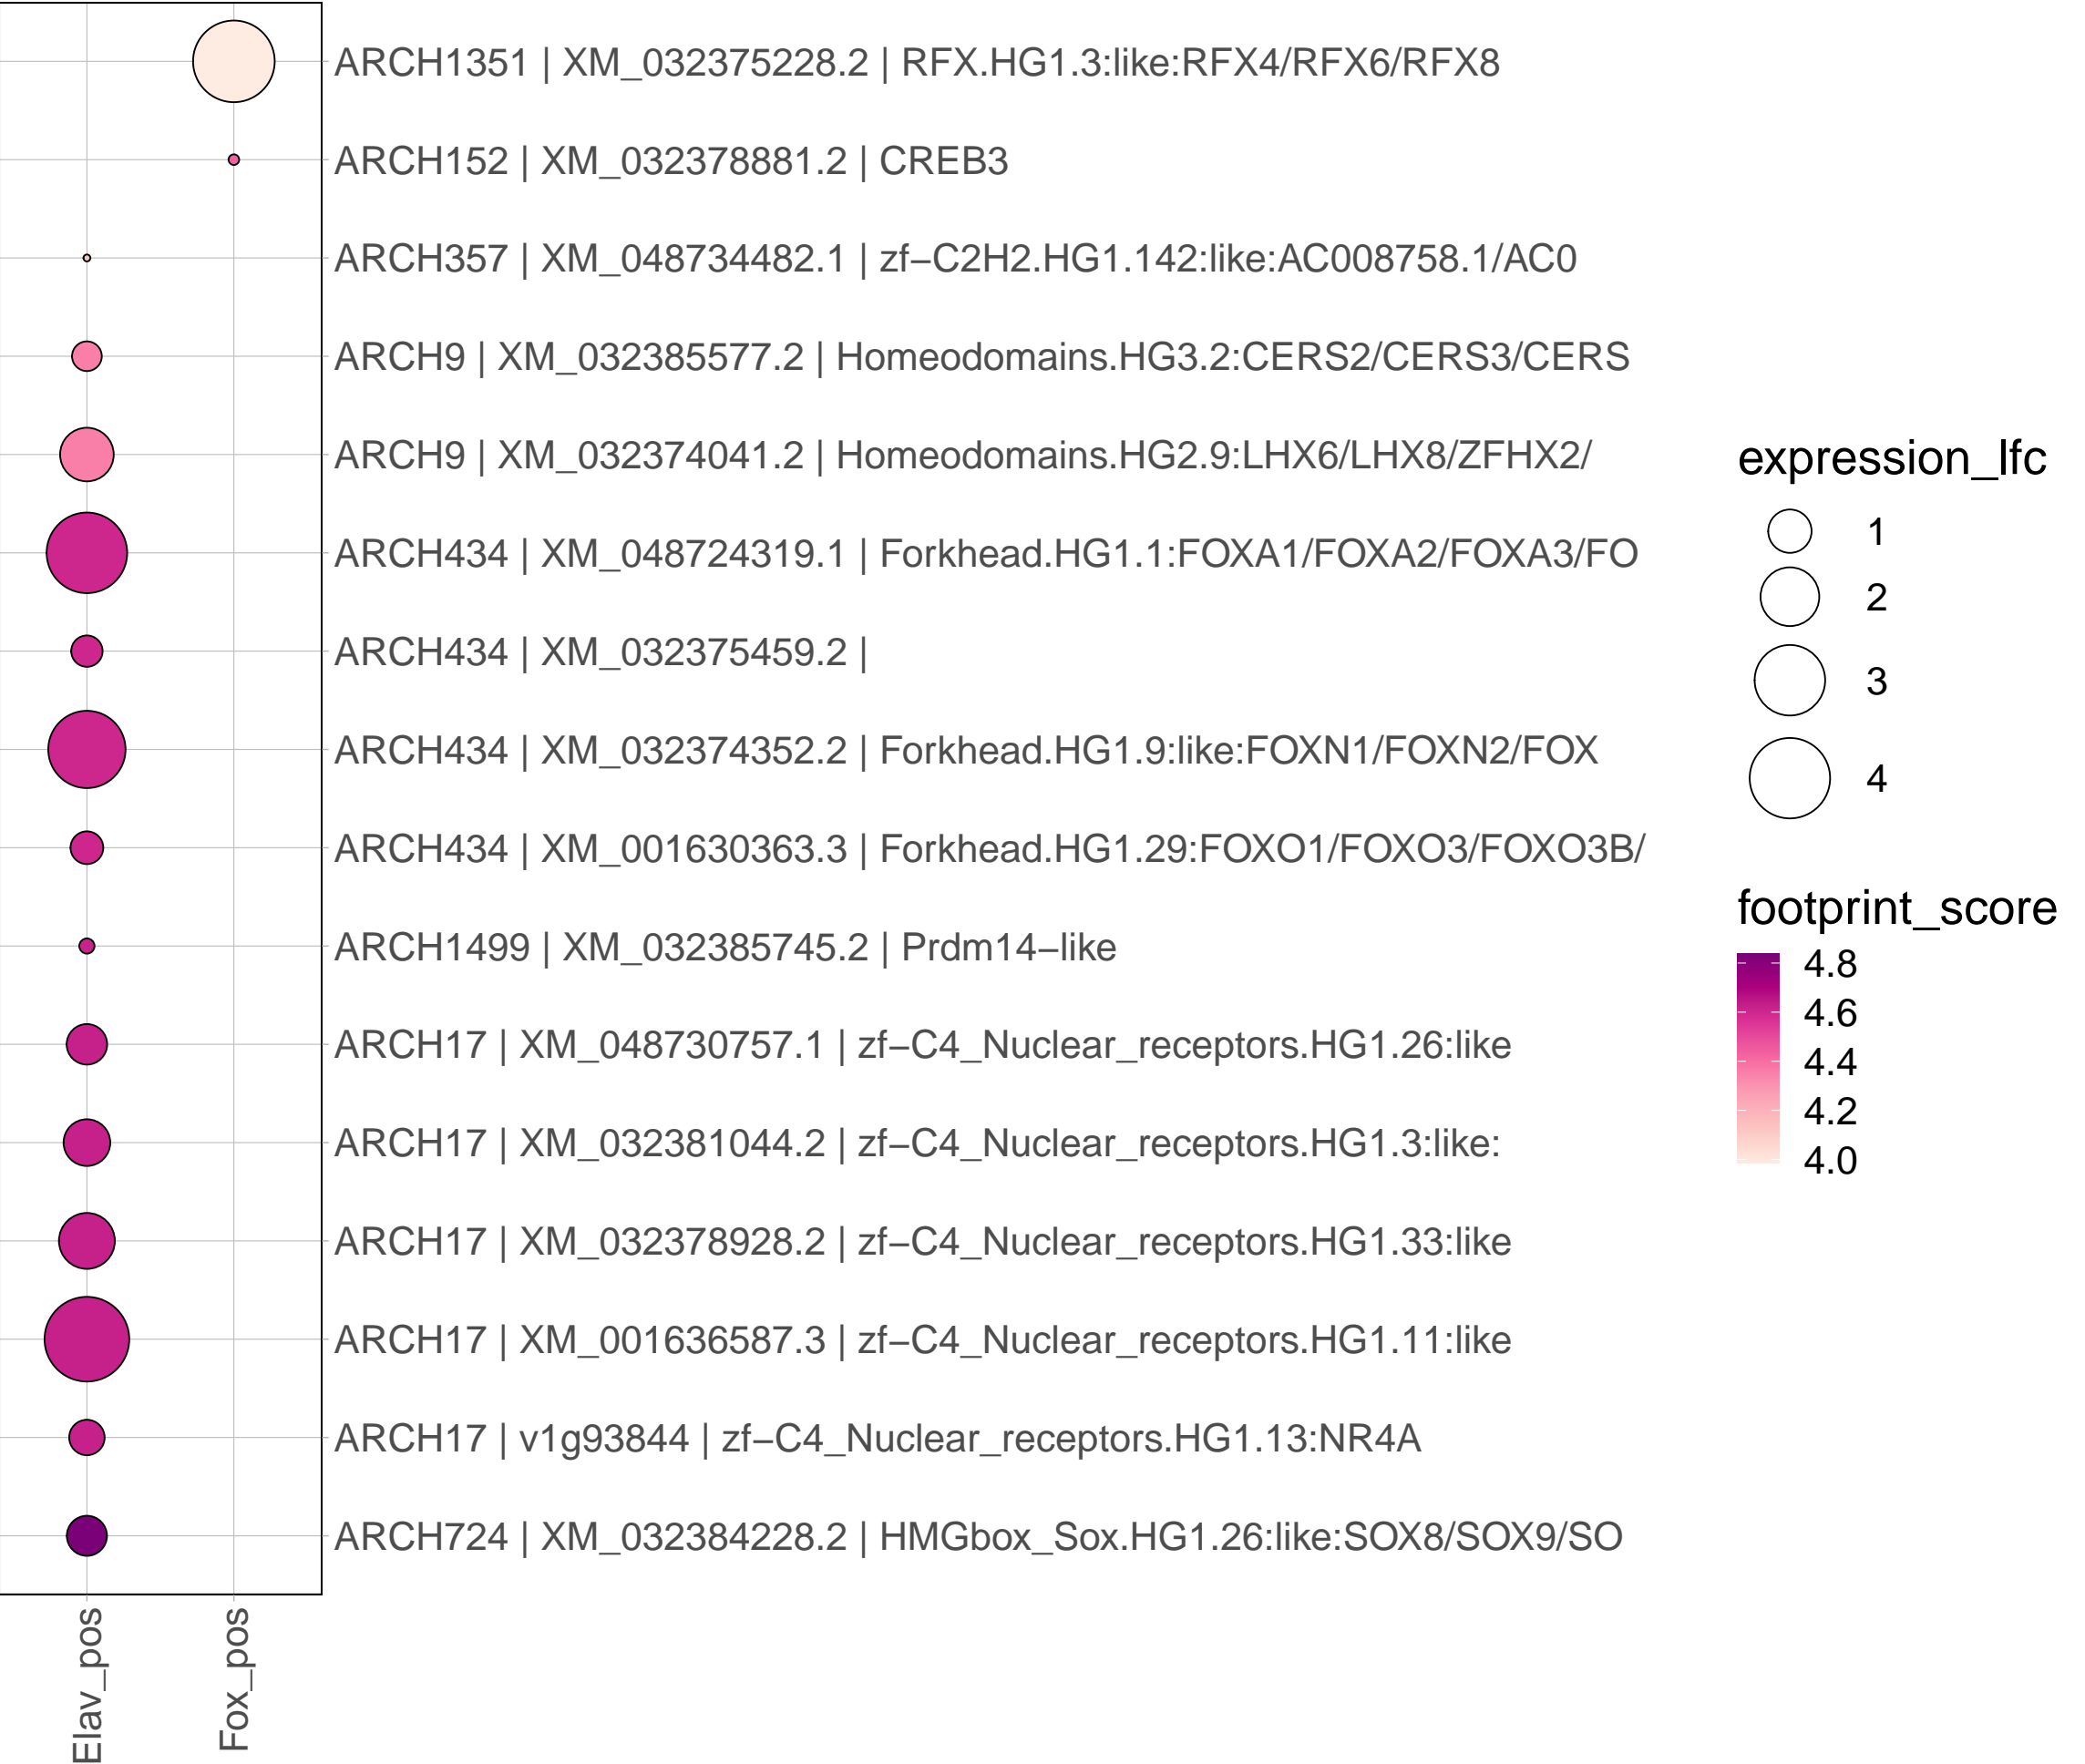 ARCH1351 | XM_032375228.2 | RFX.HG1.3:like:RFX4/RFX6/RFX8
ARCH152 | XM_032378881.2 | CREB3
ARCH357 | XM_048734482.1 | zf−C2H2.HG1.142:like:AC008758.1/AC0
ARCH9 | XM_032385577.2 | Homeodomains.HG3.2:CERS2/CERS3/CERS
ARCH9 | XM_032374041.2 | Homeodomains.HG2.9:LHX6/LHX8/ZFHX2/
ARCH434 | XM_048724319.1 | Forkhead.HG1.1:FOXA1/FOXA2/FOXA3/FO
ARCH434 | XM_032375459.2 |
ARCH434 | XM_032374352.2 | Forkhead.HG1.9:like:FOXN1/FOXN2/FOX
ARCH434 | XM_001630363.3 | Forkhead.HG1.29:FOXO1/FOXO3/FOXO3B/
ARCH1499 | XM_032385745.2 | Prdm14−like
ARCH17 | XM_048730757.1 | zf−C4_Nuclear_receptors.HG1.26:like
ARCH17 | XM_032381044.2 | zf−C4_Nuclear_receptors.HG1.3:like:
ARCH17 | XM_032378928.2 | zf−C4_Nuclear_receptors.HG1.33:like
ARCH17 | XM_001636587.3 | zf−C4_Nuclear_receptors.HG1.11:like
ARCH17 | v1g93844 | zf−C4_Nuclear_receptors.HG1.13:NR4A
ARCH724 | XM_032384228.2 | HMGbox_Sox.HG1.26:like:SOX8/SOX9/SO
Elav_pos
Fox_pos
expression_lfc
1
2
3
4
footprint_score
4.8
4.6
4.4
4.2
4.0